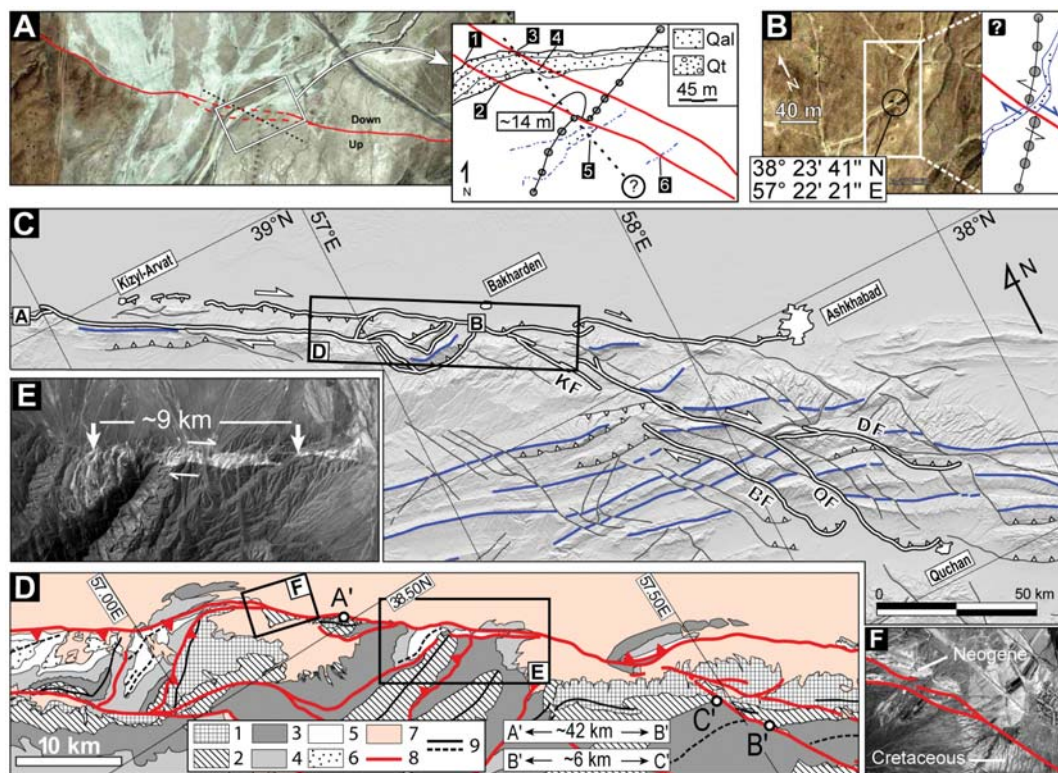 A
Down
Up
1
3
4
Qal
Qt
45 m
2
~14 m
N
5
?
6
B
N
40 m
38° 23' 41" N
57° 22' 21" E
?
C
39°N
57°E
58°E
38°N
Kizyl-Arvat
Bakharden
Ashkhabad
N
A
B
D
KF
DF
BF
QF
Quchan
0 50 km
E
~9 km
D
57.00E
F
A'
38.50N
57.50E
E
C'
B'
10 km
1 3 5 7
2 4 6 8 9
A' ~42 km B'
B' ~6 km C'
F
Neogene
Cretaceous